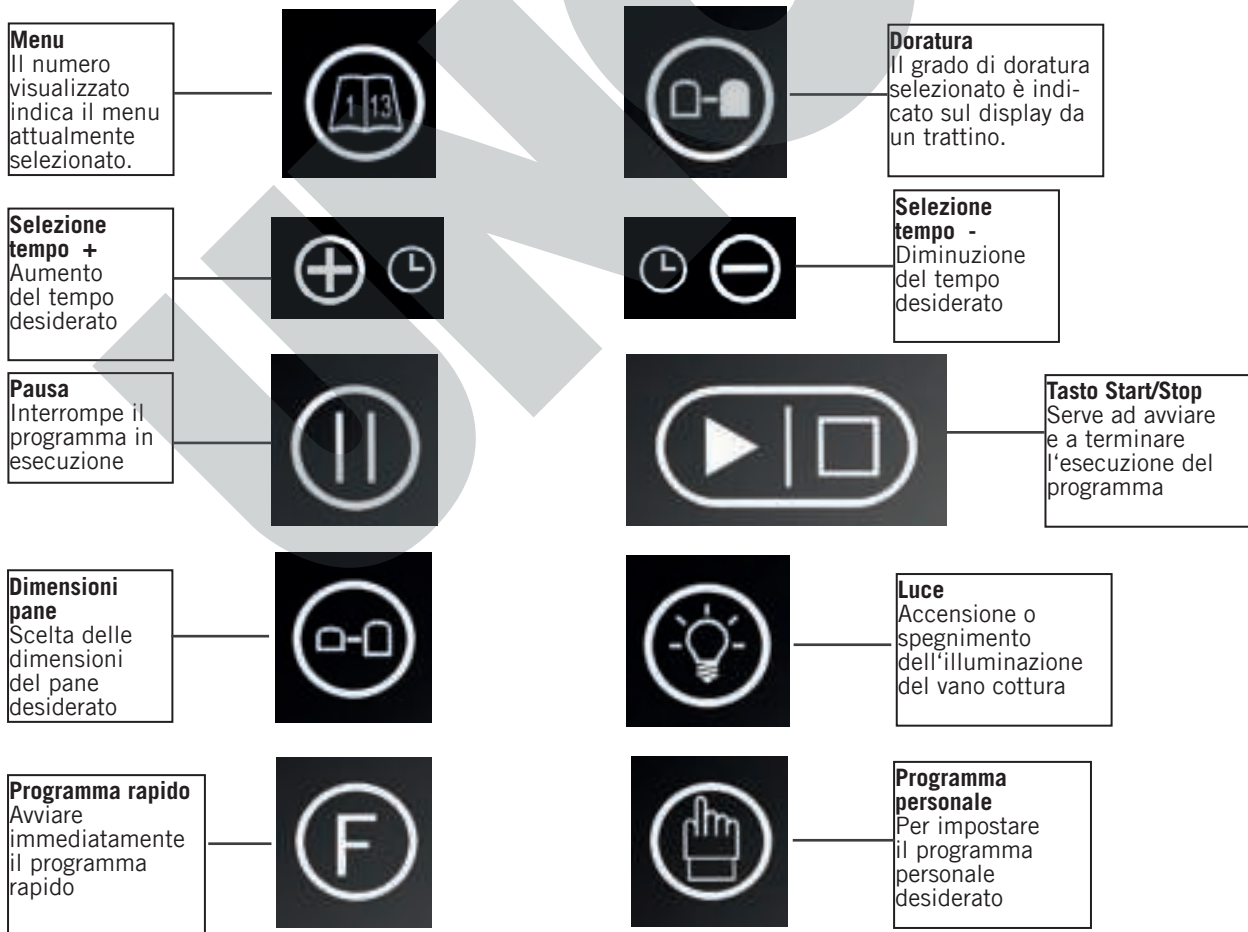 Menu
Il numero
visualizzato
indica il menu
attualmente
selezionato.
1 13
Doratura
Il grado di doratura
selezionato è indi-
cato sul display da
un trattino.
Selezione
tempo +
Aumento
del tempo
desiderato
Selezione
tempo -
Diminuzione
del tempo
desiderato
Pausa
Interrompe il
programma in
esecuzione
Tasto Start/Stop
Serve ad avviare
e a terminare
l‘esecuzione del
programma
Dimensioni
pane
Scelta delle
dimensioni
del pane
desiderato
Luce
Accensione o
spegnimento
dell‘illuminazione
del vano cottura
Programma rapido
Avviare
immediatamente
il programma
rapido
F
Programma
personale
Per impostare
il programma
personale
desiderato